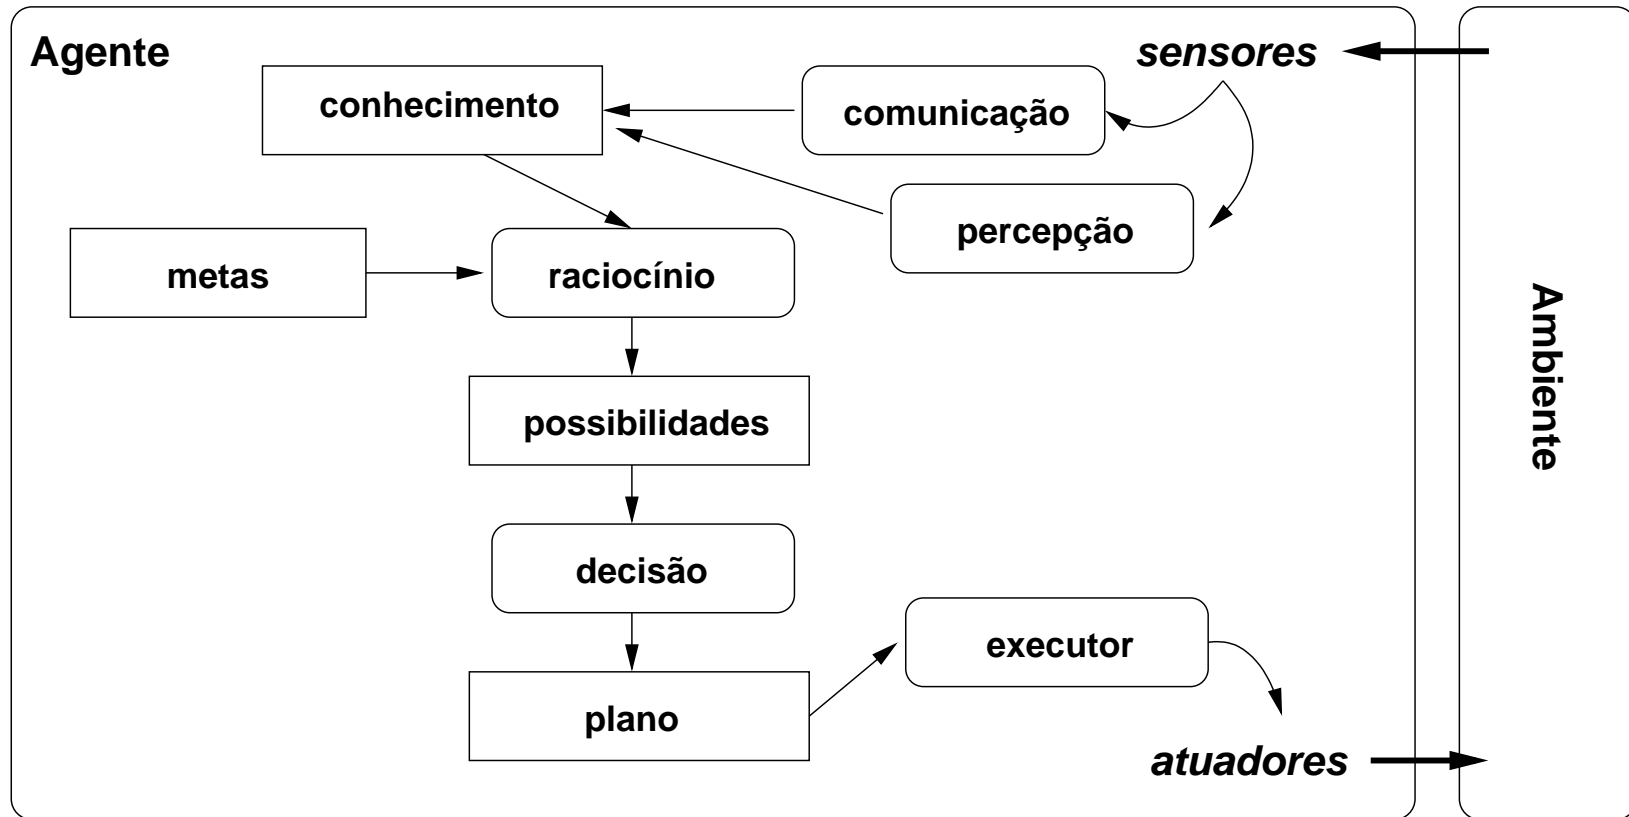 Agente
sensores
conhecimento
comunicação
percepção
metas
raciocínio
Ambiente
possibilidades
decisão
executor
plano
atuadores